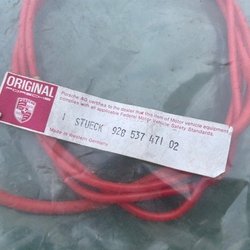 ORIGINAL
Porsche AG certifies to the dealer that this item of Motor vehicle equipment
complies with all applicable Federal Motor Vehicle Safety Standards.
1 STUECK 928 537 471 02
Made in Western Germany